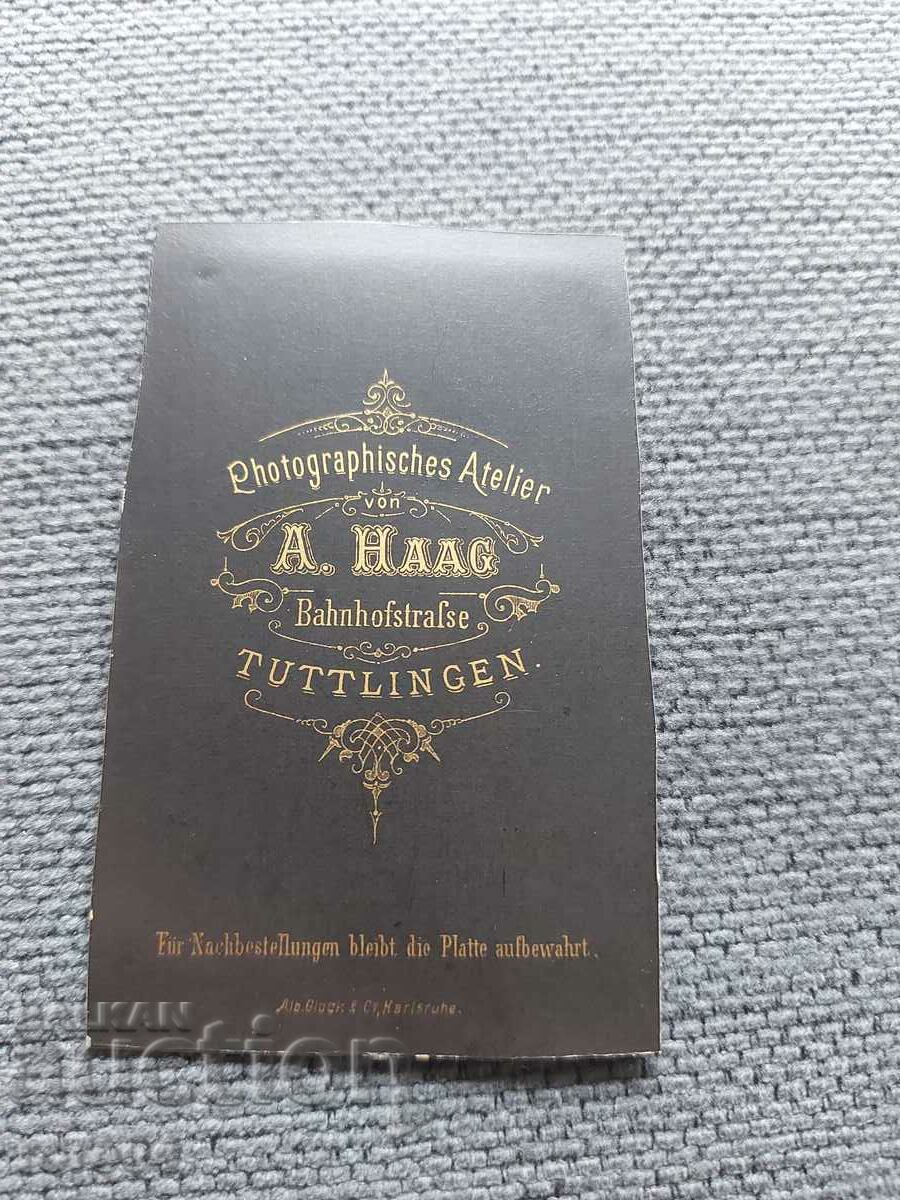 Photographisches Atelier
von
A. HAAG
Bahnhofstraſse
TUTTLINGEN.
Für Nachbestellungen bleibt die Platte aufbewahrt.
Alb. Glock & Cº, Karlsruhe.
BALKAN
auction